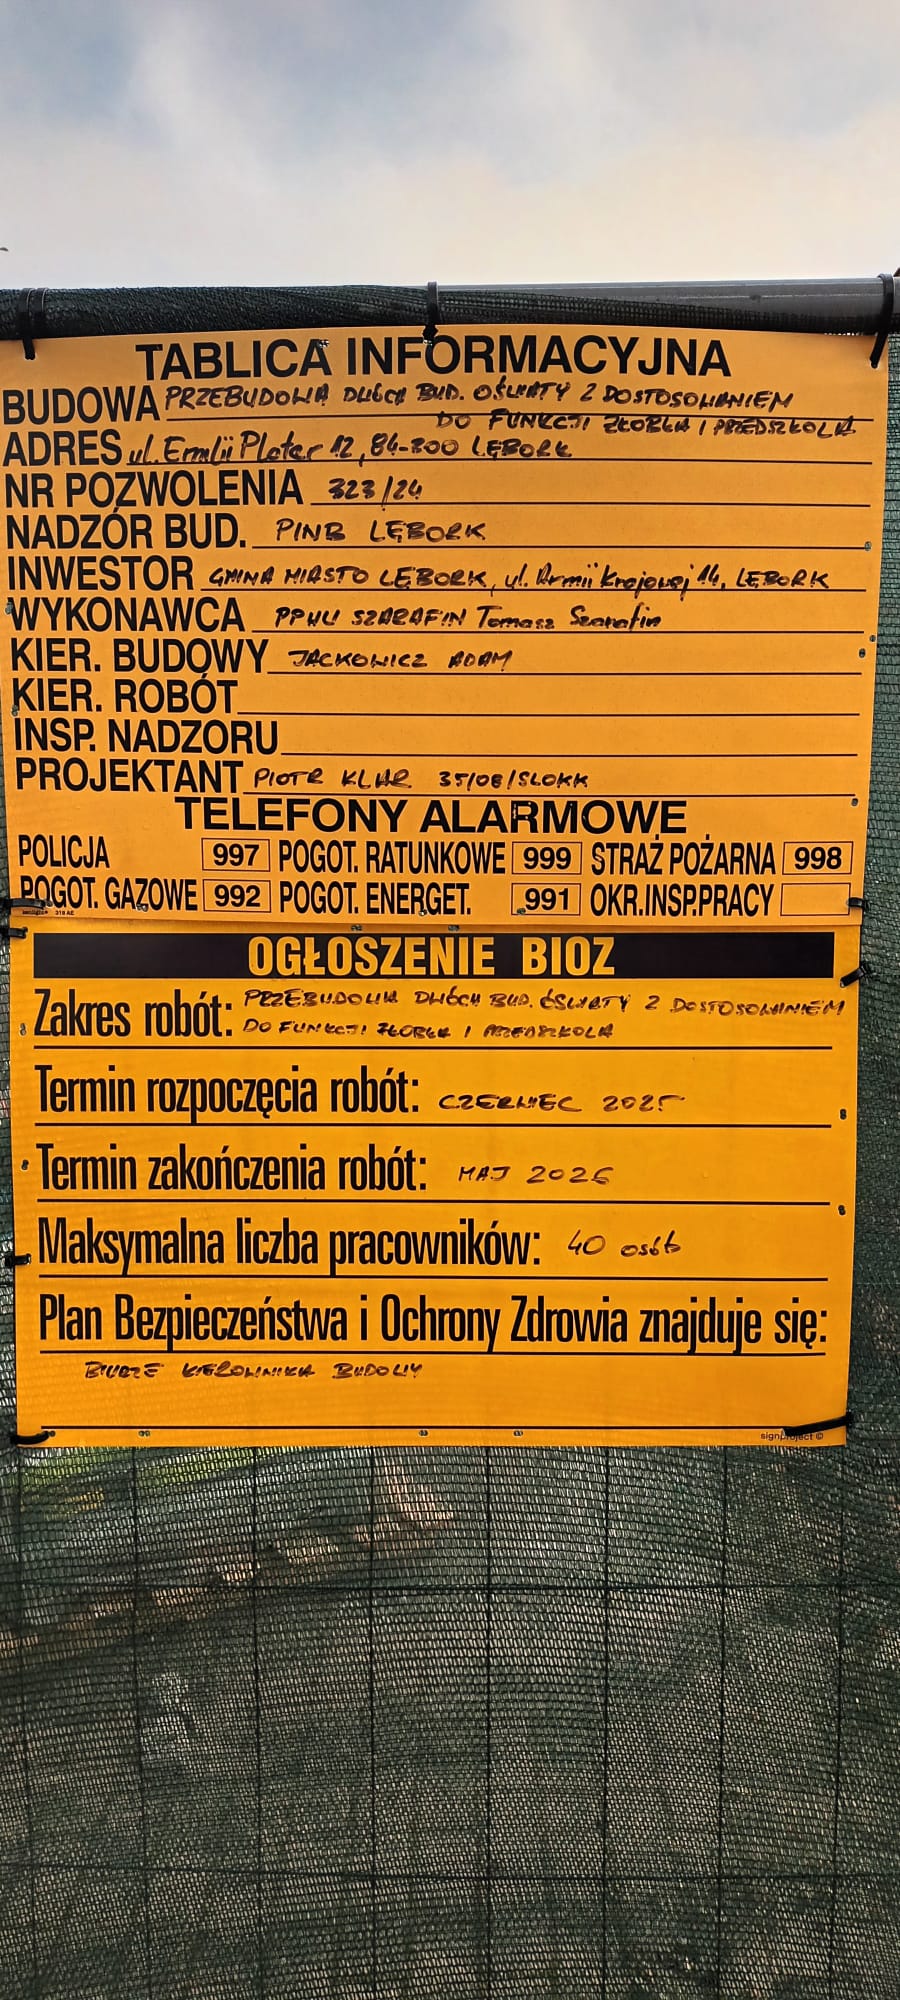 TABLICA INFORMACYJNA
BUDOWA PRZEBUDOWA DWÓCH BUD. OŚWIATY Z DOSTOSOWANIEM
DO FUNKCJI ŻŁOBKA I PRZEDSZKOLA
ADRES ul. Emilii Plater 12, 84-300 LĘBORK
NR POZWOLENIA 323/24
NADZÓR BUD. PINB LĘBORK
INWESTOR GMINA MIASTO LĘBORK, ul. Armii Krajowej 14, LĘBORK
WYKONAWCA PPHU SZARAFIN Tomasz Szarafin
KIER. BUDOWY JACKOWICZ ADAM
KIER. ROBÓT
INSP. NADZORU
PROJEKTANT PIOTR KLAR 35/08/SLOKK
TELEFONY ALARMOWE
POLICJA 997 POGOT. RATUNKOWE 999 STRAŻ POŻARNA 998
POGOT. GAZOWE 992 POGOT. ENERGET. 991 OKR.INSP.PRACY
OGŁOSZENIE BIOZ
Zakres robót: PRZEBUDOWA DWÓCH BUD. OŚWIATY Z DOSTOSOWANIEM
DO FUNKCJI ŻŁOBKA I PRZEDSZKOLA
Termin rozpoczęcia robót: CZERWIEC 2025
Termin zakończenia robót: MAJ 2026
Maksymalna liczba pracowników: 40 osób
Plan Bezpieczeństwa i Ochrony Zdrowia znajduje się:
BIURZE KIEROWNIKA BUDOWY
signproject ©